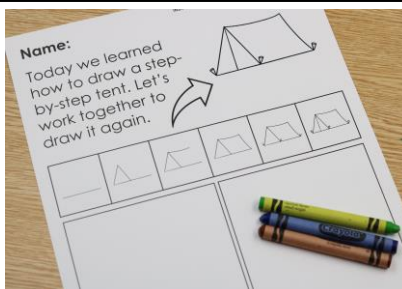 Name:
Today we learned
how to draw a step-
by-step tent. Let's
work together to
draw it again.
Crayola